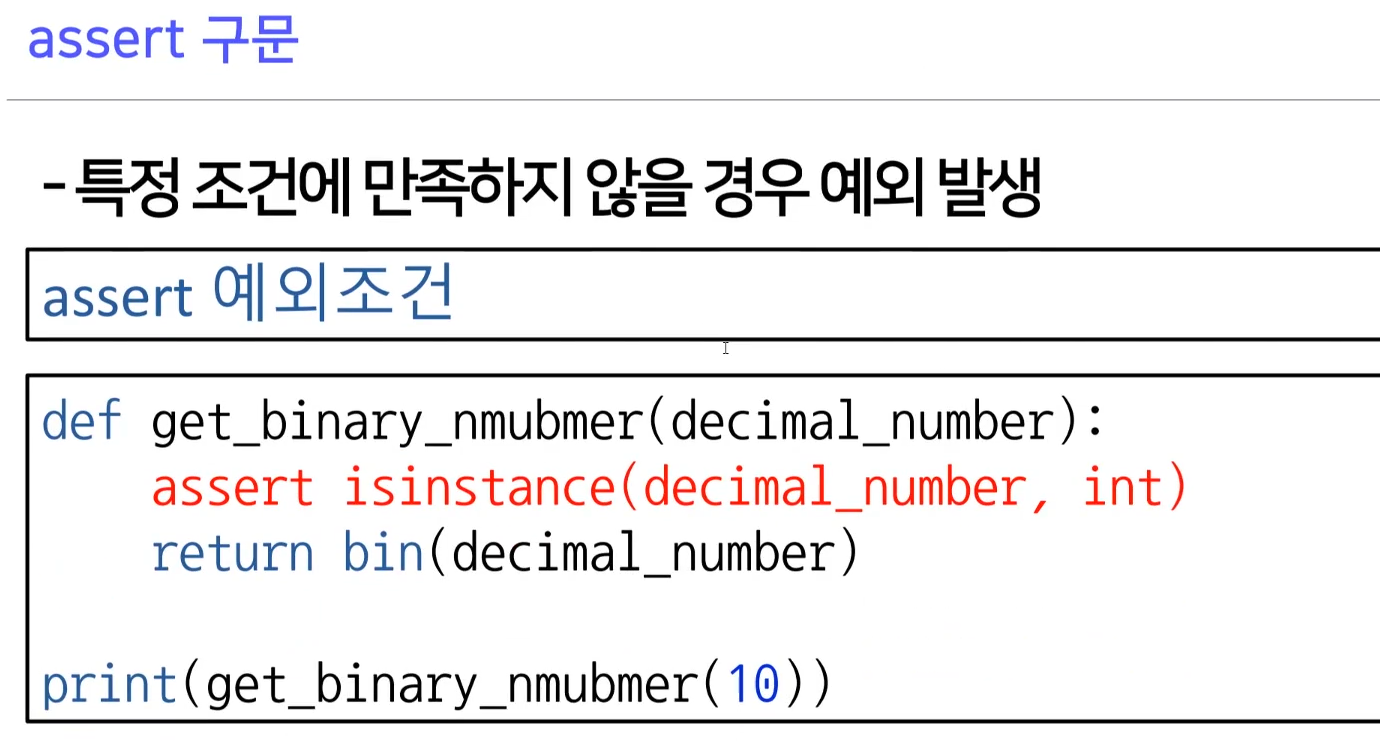 assert 구문
- 특정 조건에 만족하지 않을 경우 예외 발생
assert 예외조건
def get_binary_nmubmer(decimal_number):
    assert isinstance(decimal_number, int)
    return bin(decimal_number)
print(get_binary_nmubmer(10))